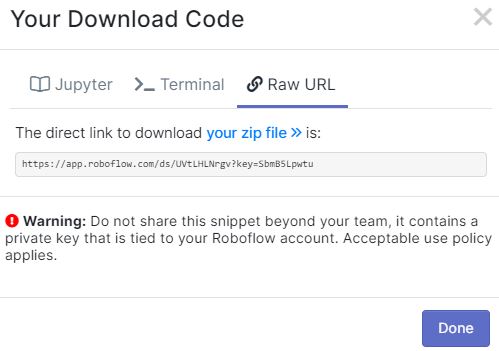 Your Download Code
Jupyter
Terminal
Raw URL
The direct link to download your zip file » is:
https://app.roboflow.com/ds/UVtLHLNrgv?key=SbmB5Lpwtu
Warning: Do not share this snippet beyond your team, it contains a
private key that is tied to your Roboflow account. Acceptable use policy
applies.
Done